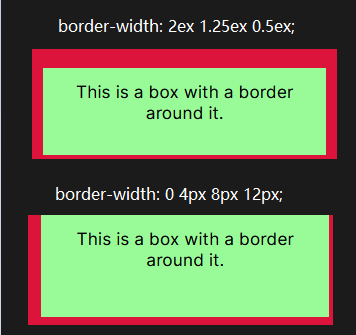 border-width: 2ex 1.25ex 0.5ex;
This is a box with a border
around it.
border-width: 0 4px 8px 12px;
This is a box with a border
around it.